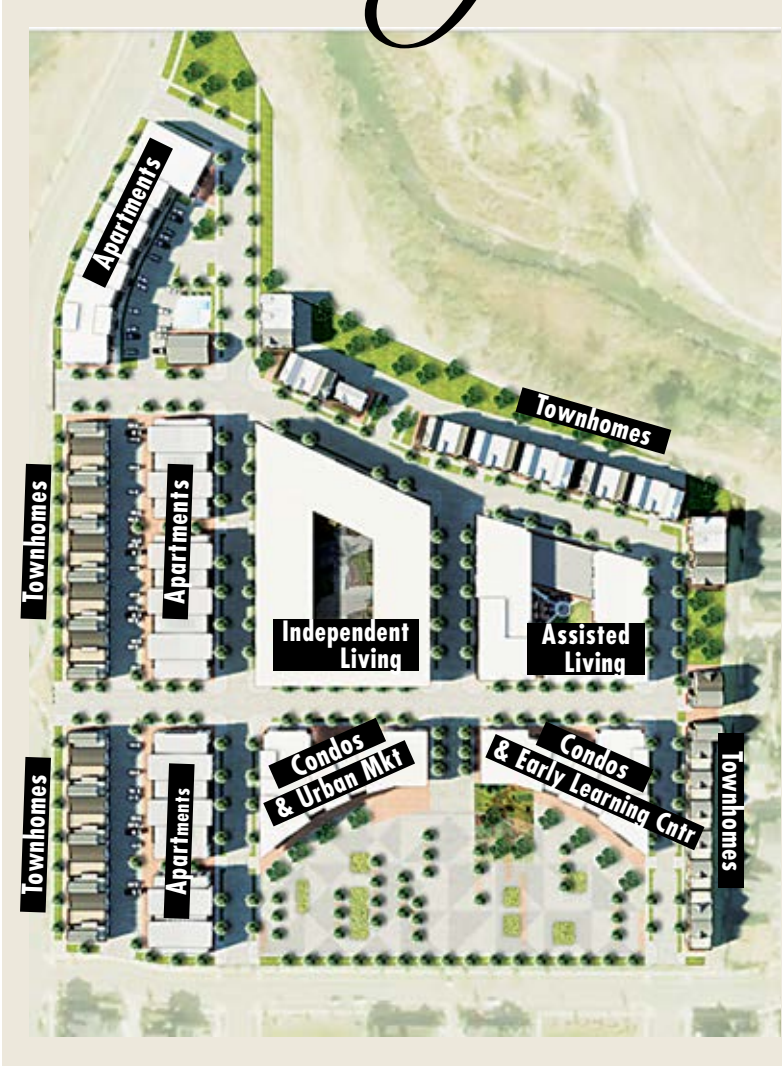 Apartments
Townhomes
Townhomes
Apartments
Independent
Living
Assisted
Living
Condos
& Urban Mkt
Condos
& Early Learning Cntr
Townhomes
Apartments
Townhomes